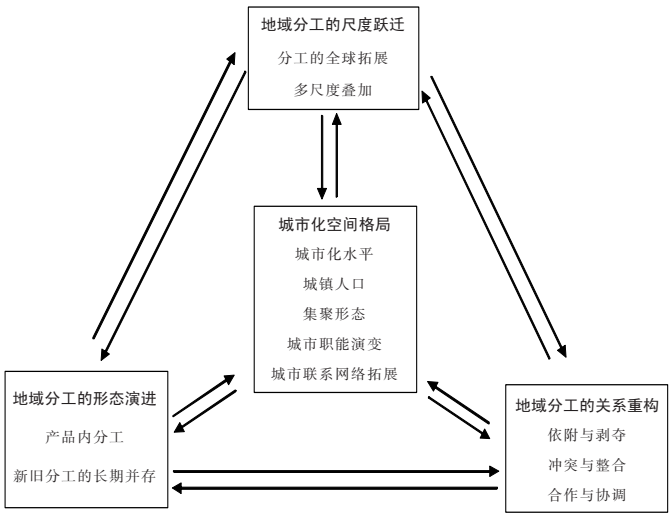 地域分工的尺度跃迁
分工的全球拓展
多尺度叠加
城市化空间格局
城市化水平
城镇人口
集聚形态
城市职能演变
城市联系网络拓展
地域分工的形态演进
产品内分工
新旧分工的长期并存
地域分工的关系重构
依附与剥夺
冲突与整合
合作与协调